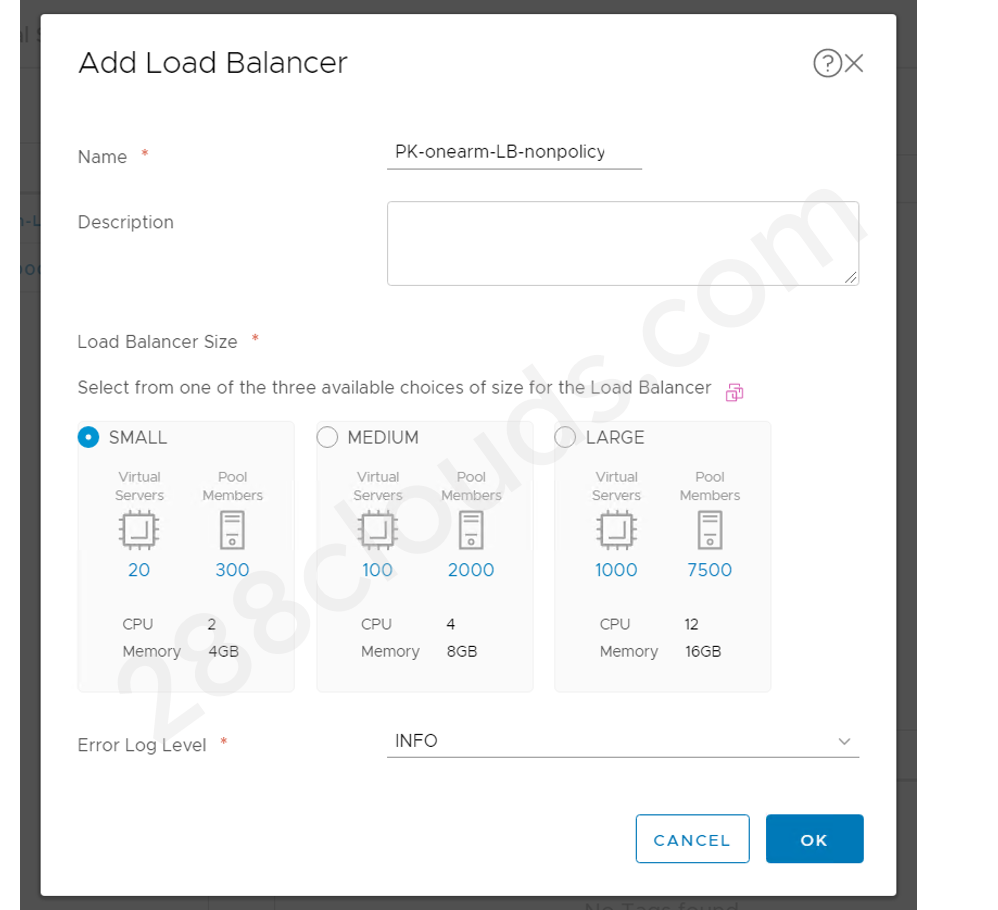 Add Load Balancer
Name *
PK-onearm-LB-nonpolicy
Description
Load Balancer Size *
Select from one of the three available choices of size for the Load Balancer
SMALL
Virtual Servers
Pool Members
20
300
CPU 2
Memory 4GB
MEDIUM
Virtual Servers
Pool Members
100
2000
CPU 4
Memory 8GB
LARGE
Virtual Servers
Pool Members
1000
7500
CPU 12
Memory 16GB
Error Log Level *
INFO
CANCEL
OK
No Tags found
288clouds.com